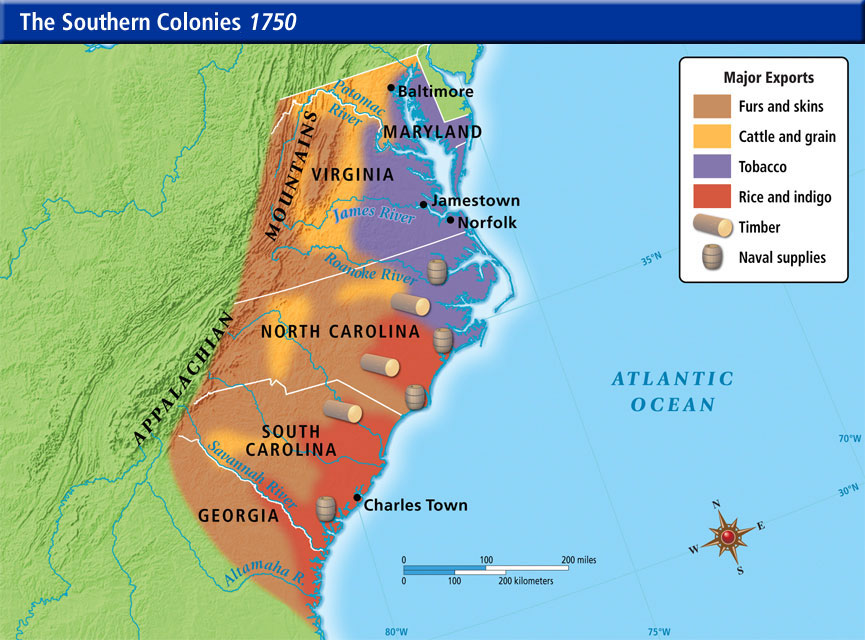 The Southern Colonies 1750
Major Exports
Furs and skins
Cattle and grain
Tobacco
Rice and indigo
Timber
Naval supplies
Baltimore
Potomac
River
MARYLAND
MOUNTAINS
VIRGINIA
Jamestown
James River
Norfolk
Roanoke River
35°N
NORTH CAROLINA
APPALACHIAN
ATLANTIC
OCEAN
SOUTH
CAROLINA
70°W
Savannah River
30°N
Charles Town
GEORGIA
N
W
E
S
0 100 200 miles
0 100 200 kilometers
Altamaha R.
80°W
75°W